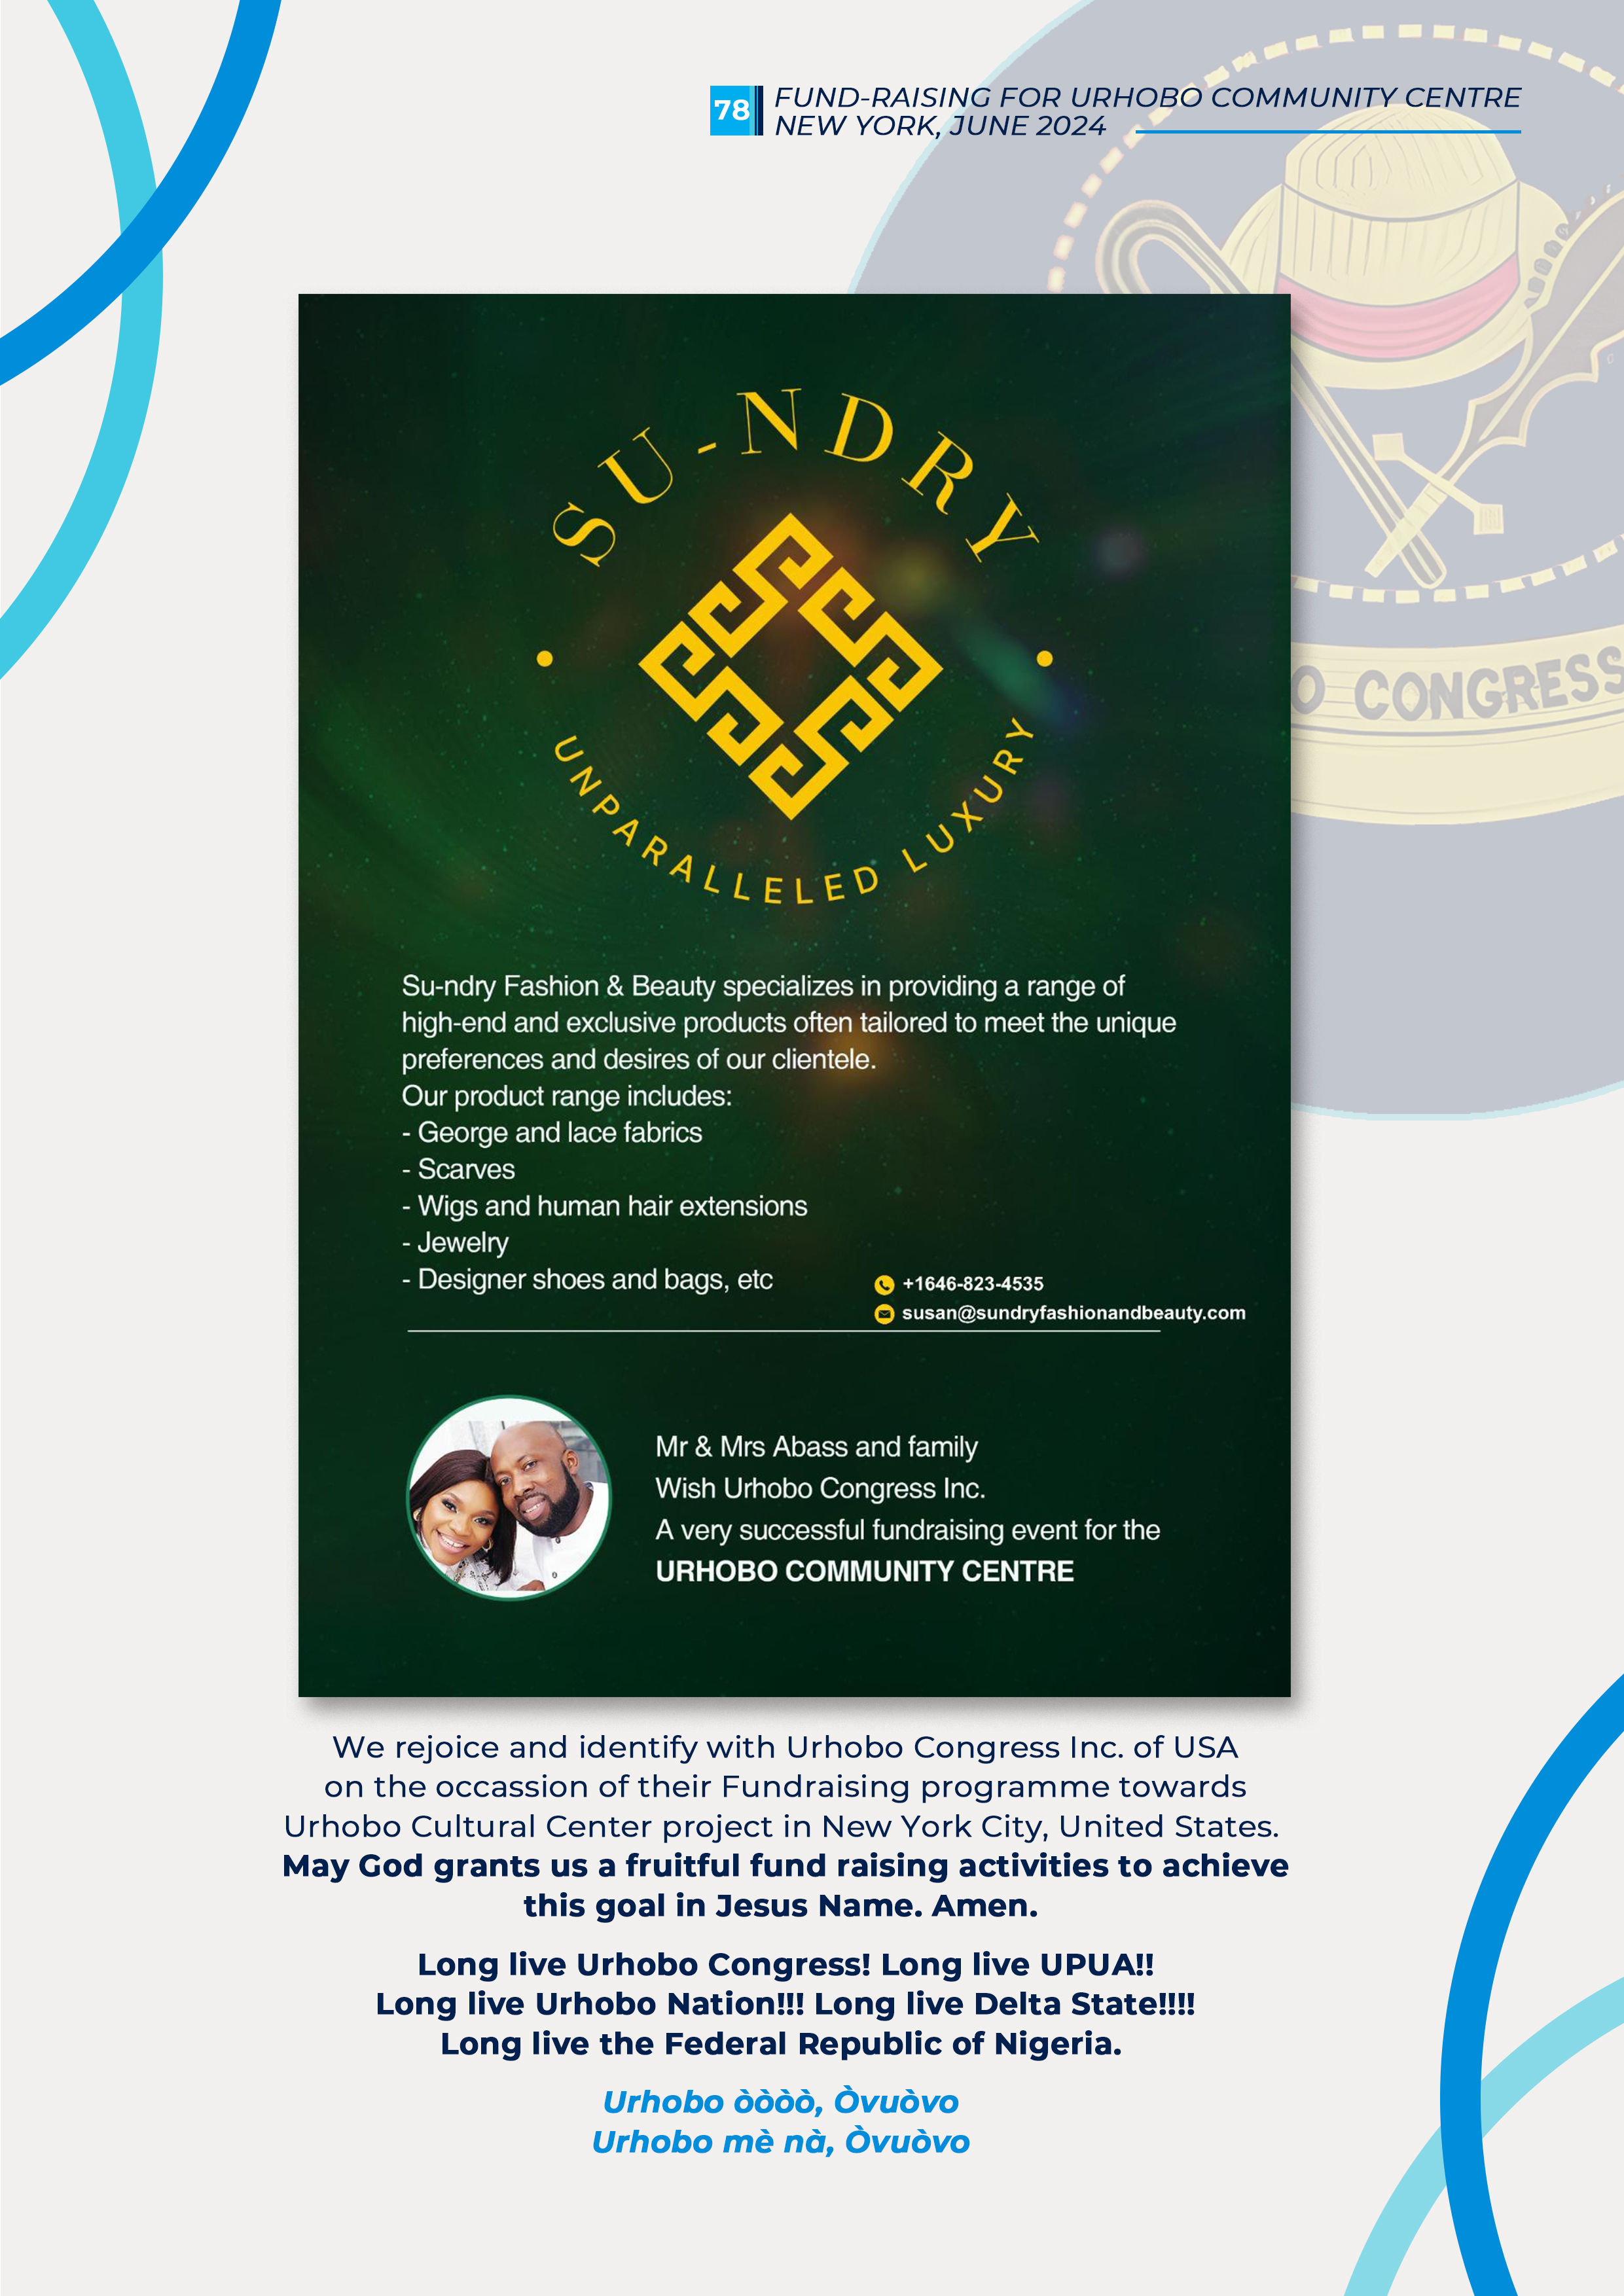 78
FUND-RAISING FOR URHOBO COMMUNITY CENTRE
NEW YORK, JUNE 2024
O CONGRESS
SU-NDRY
UNPARALLELED LUXURY
Su-ndry Fashion & Beauty specializes in providing a range of
high-end and exclusive products often tailored to meet the unique
preferences and desires of our clientele.
Our product range includes:
- George and lace fabrics
- Scarves
- Wigs and human hair extensions
- Jewelry
- Designer shoes and bags, etc
+1646-823-4535
susan@sundryfashionandbeauty.com
Mr & Mrs Abass and family
Wish Urhobo Congress Inc.
A very successful fundraising event for the
URHOBO COMMUNITY CENTRE
We rejoice and identify with Urhobo Congress Inc. of USA
on the occassion of their Fundraising programme towards
Urhobo Cultural Center project in New York City, United States.
May God grants us a fruitful fund raising activities to achieve
this goal in Jesus Name. Amen.
Long live Urhobo Congress! Long live UPUA!!
Long live Urhobo Nation!!! Long live Delta State!!!!
Long live the Federal Republic of Nigeria.
Urhobo òòòò, Òvuòvo
Urhobo mè nà, Òvuòvo